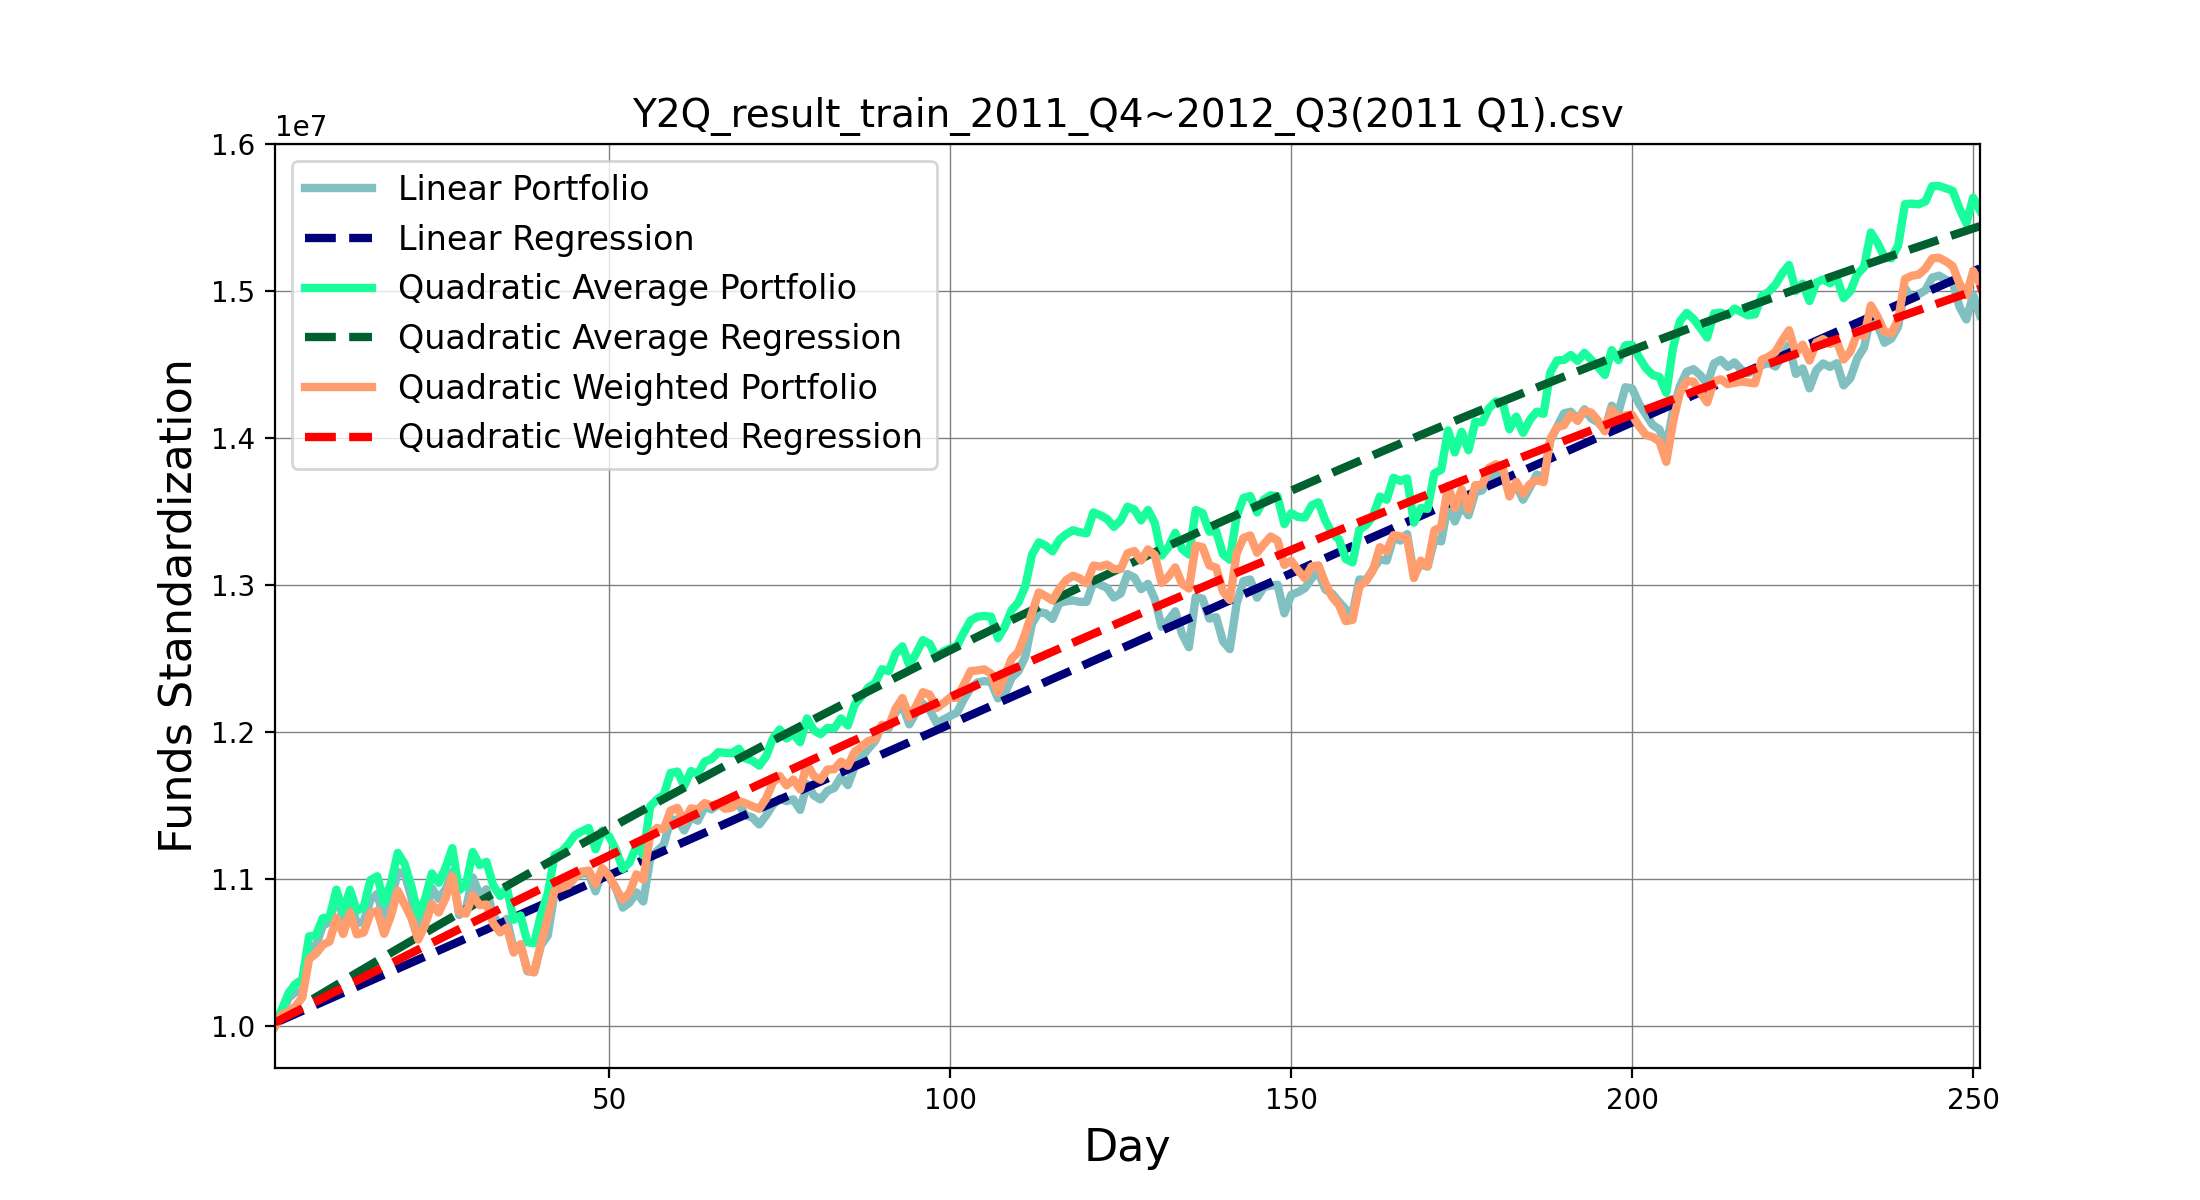 Y2Q_result_train_2011_Q4~2012_Q3(2011 Q1).csv
1e7
1.6
1.5
1.4
1.3
1.2
1.1
1.0
Funds Standardization
Linear Portfolio
Linear Regression
Quadratic Average Portfolio
Quadratic Average Regression
Quadratic Weighted Portfolio
Quadratic Weighted Regression
50 100 150 200 250
Day